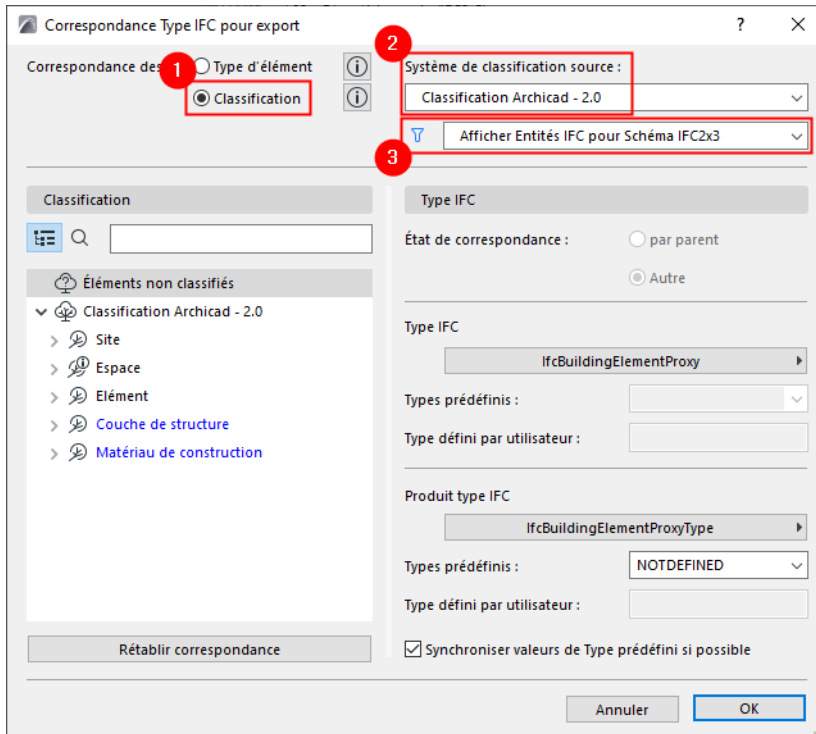 Correspondance Type IFC pour export
?
2
Correspondance des
1
Type d'élément
Classification
Système de classification source :
Classification Archicad - 2.0
Afficher Entités IFC pour Schéma IFC2x3
3
Classification
Éléments non classifiés
Classification Archicad - 2.0
Site
Espace
Elément
Couche de structure
Matériau de construction
Rétablir correspondance
Type IFC
État de correspondance :
par parent
Autre
Type IFC
IfcBuildingElementProxy
Types prédéfinis :
Type défini par utilisateur :
Produit type IFC
IfcBuildingElementProxyType
Types prédéfinis :
NOTDEFINED
Type défini par utilisateur :
Synchroniser valeurs de Type prédéfini si possible
Annuler
OK